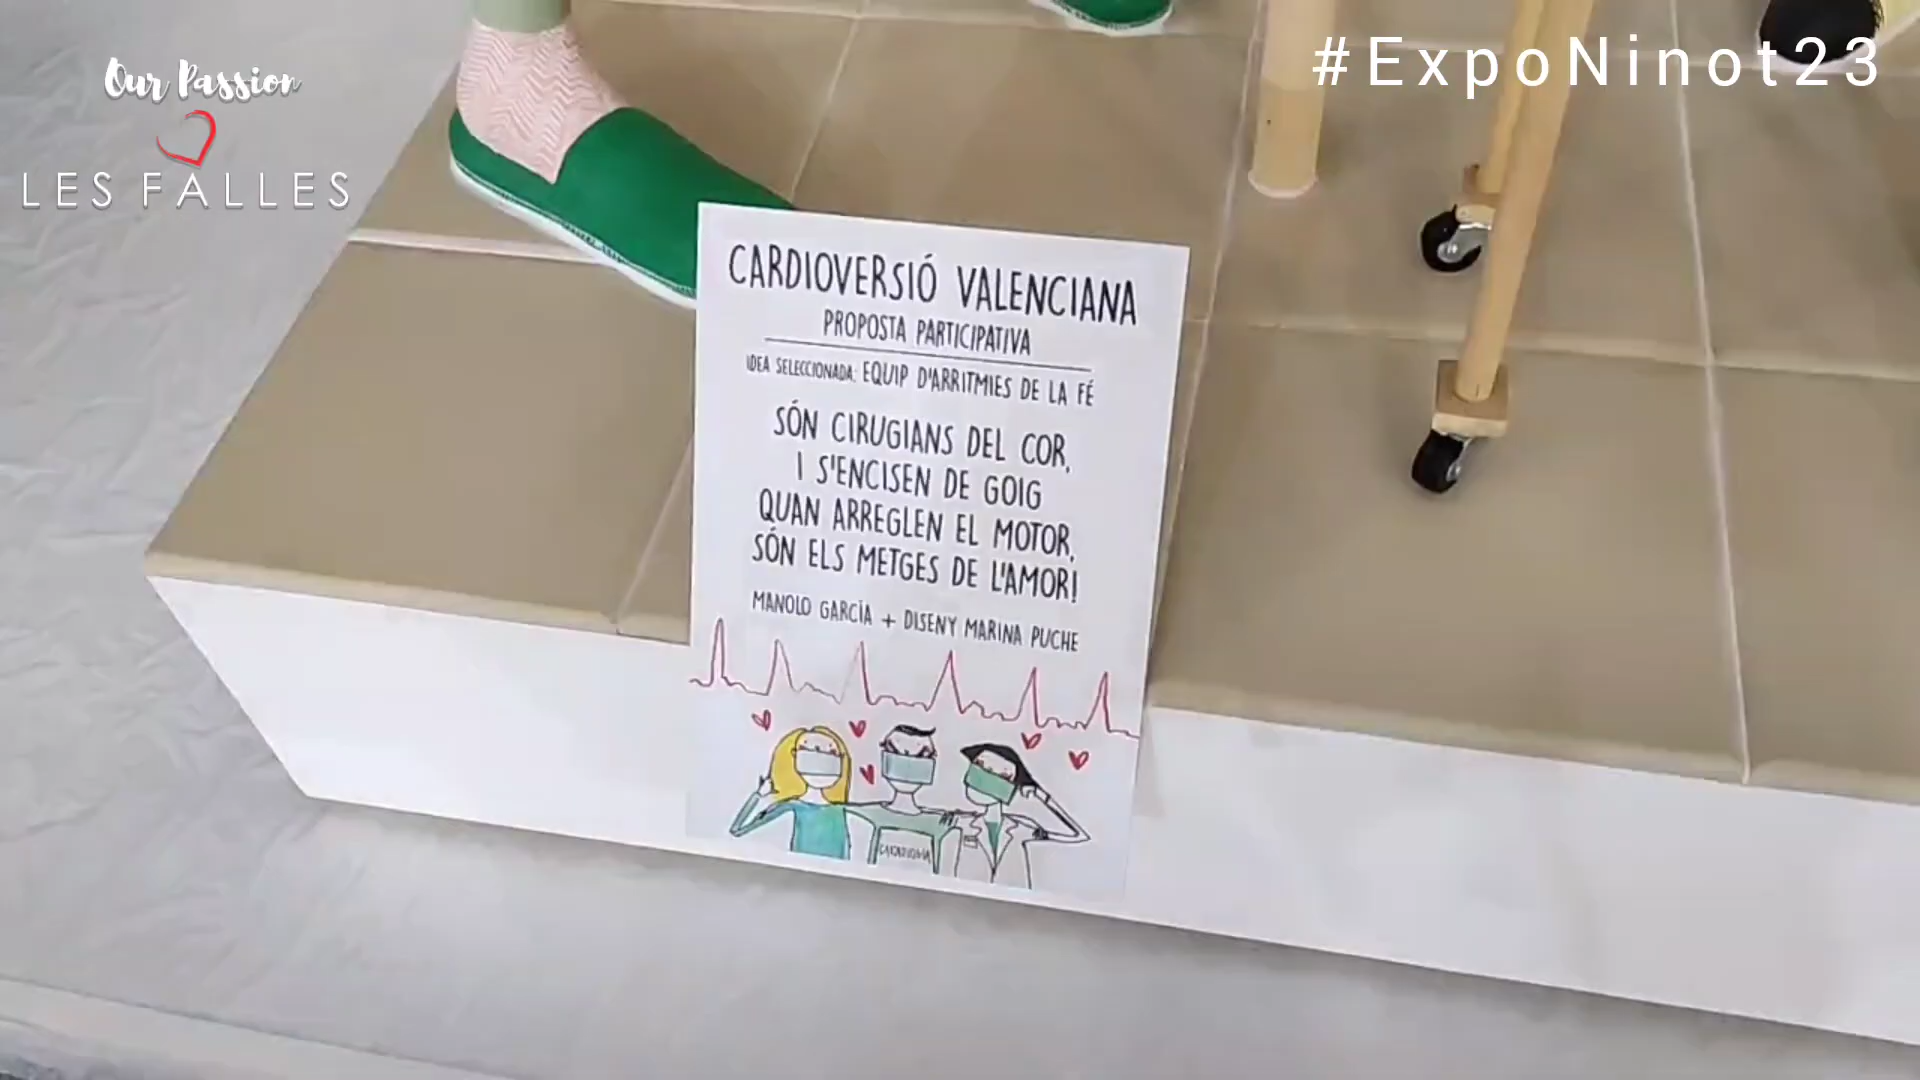 Our Passion
LES FALLES
#ExpoNinot23
CARDIOVERSIÓ VALENCIANA
PROPOSTA PARTICIPATIVA
IDEA SELECCIONADA: EQUIP D'ARRITMIES DE LA FÉ
SÓN CIRUGIANS DEL COR,
I S'ENCISEN DE GOIG
QUAN ARREGLEN EL MOTOR,
SÓN ELS METGES DE L'AMOR!
MANOLO GARCÏA + DISENY MARINA PUCHE